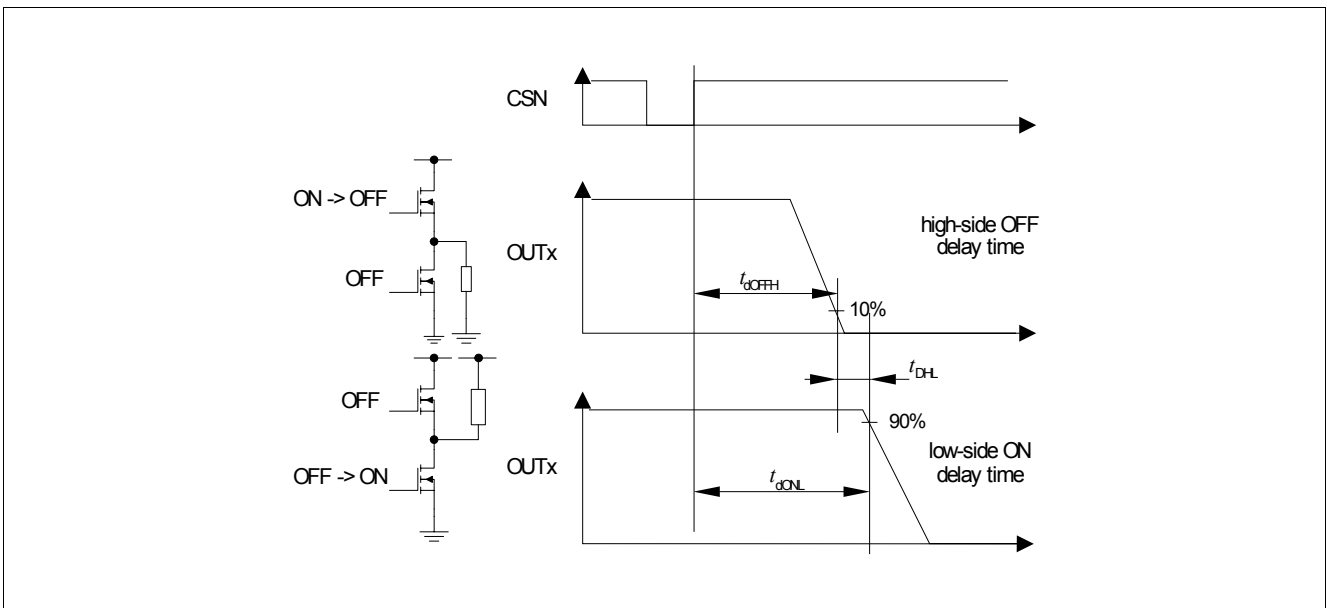 CSN
ON -> OFF
OFF
OUTx
high-side OFF
delay time
tdOFFH
10%
tDHL
OFF
OFF -> ON
OUTx
90%
low-side ON
delay time
tdONL